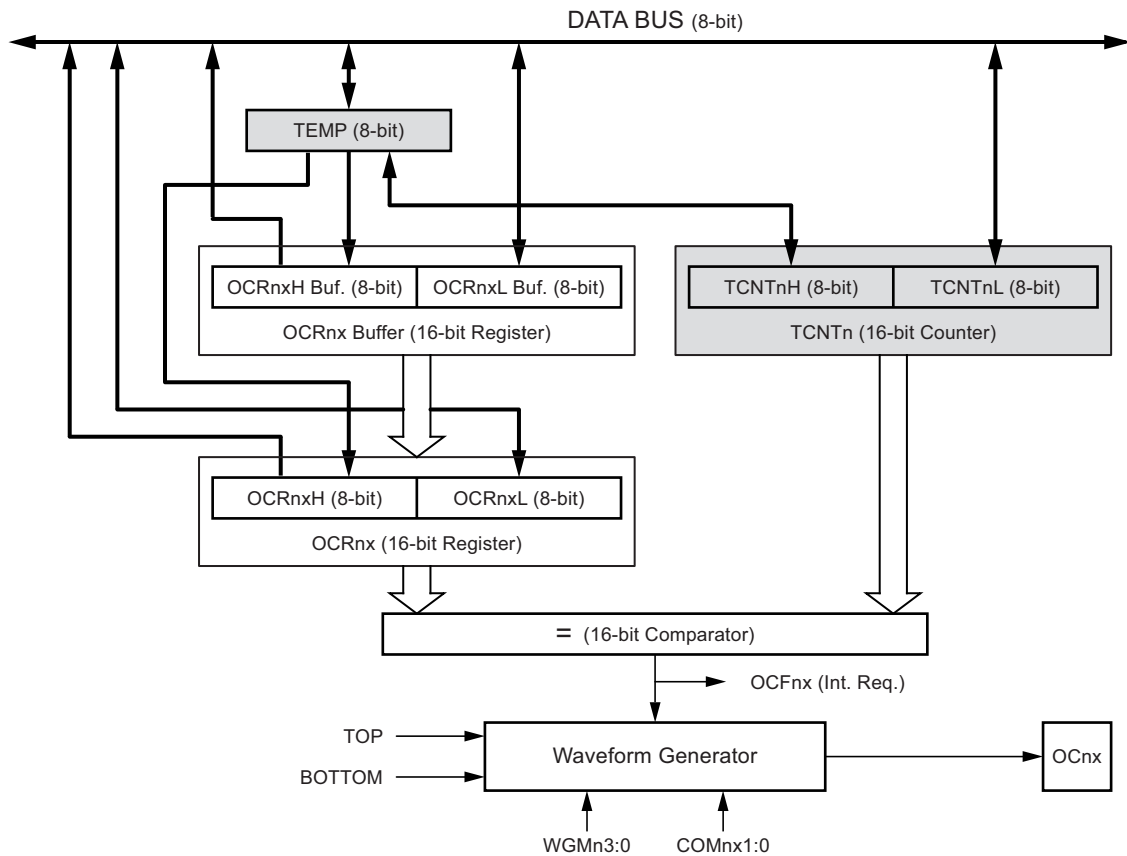 DATA BUS (8-bit)
TEMP (8-bit)
OCRnxH Buf. (8-bit)
OCRnxL Buf. (8-bit)
OCRnx Buffer (16-bit Register)
TCNTnH (8-bit)
TCNTnL (8-bit)
TCNTn (16-bit Counter)
OCRnxH (8-bit)
OCRnxL (8-bit)
OCRnx (16-bit Register)
= (16-bit Comparator)
OCFnx (Int. Req.)
TOP
BOTTOM
Waveform Generator
OCnx
WGMn3:0
COMnx1:0